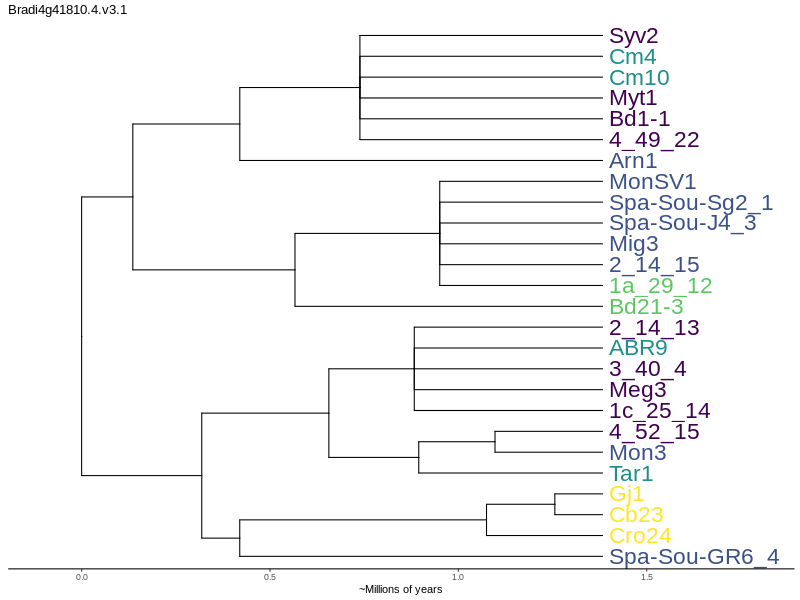 Bradi4g41810.4.v3.1
Syv2
Cm4
Cm10
Myt1
Bd1-1
4_49_22
Arn1
MonSV1
Spa-Sou-Sg2_1
Spa-Sou-J4_3
Mig3
2_14_15
1a_29_12
Bd21-3
2_14_13
ABR9
3_40_4
Meg3
1c_25_14
4_52_15
Mon3
Tar1
Gj1
Cb23
Cro24
Spa-Sou-GR6_4
0.0 0.5 1.0 1.5
~Millions of years